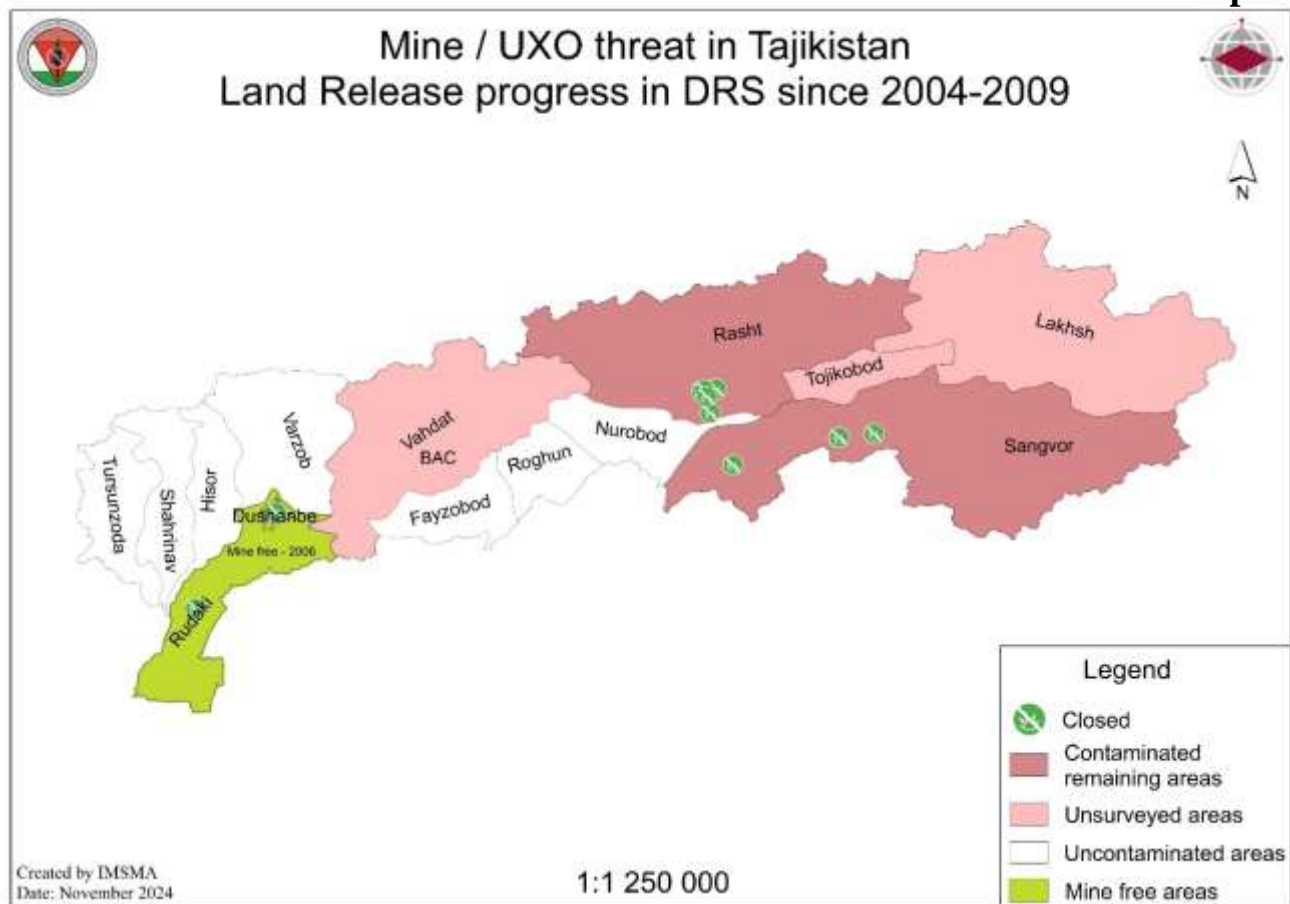 Mine / UXO threat in Tajikistan
Land Release progress in DRS since 2004-2009
N
Rasht
Lakhsh
Tojikobod
Vahdat
BAC
Nurobod
Sangvor
Varzob
Roghun
Fayzobod
Hisor
Shahrinav
Tursunzoda
Dushanbe
Mine free - 2006
Rudaki
Legend
Closed
Contaminated
remaining areas
Unsurveyed areas
Uncontaminated areas
Mine free areas
Created by IMSMA
Date: November 2024
1:1 250 000